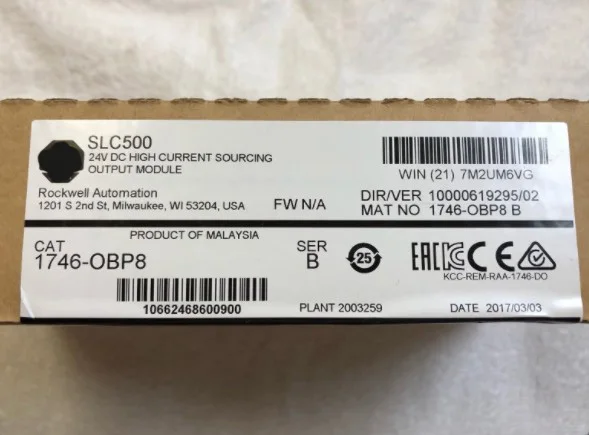 SLC500
24V DC HIGH CURRENT SOURCING
OUTPUT MODULE
WIN (21) 7M2UM6VG
Rockwell Automation
1201 S 2nd St, Milwaukee, WI 53204, USA
FW N/A
DIR/VER 10000619295/02
MAT NO 1746-OBP8 B
PRODUCT OF MALAYSIA
CAT
1746-OBP8
SER
B
25
EAC CE
KCC-REM-RAA-1746-DO
10662468600900
PLANT 2003259
DATE 2017/03/03